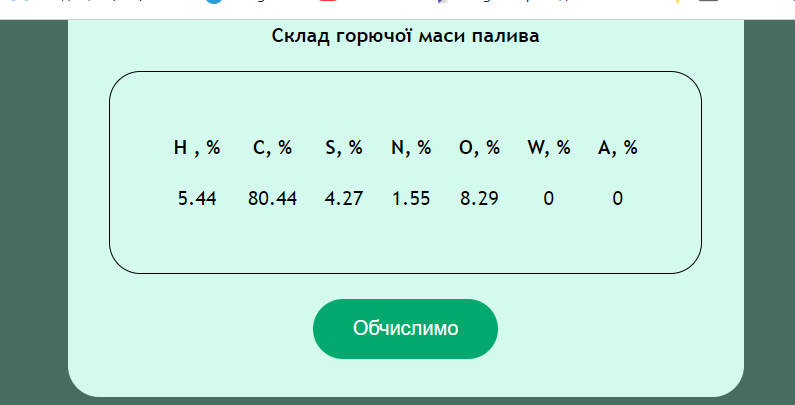 Склад горючої маси палива
H , % C, % S, % N, % O, % W, % A, %
5.44 80.44 4.27 1.55 8.29 0 0
Обчислимо